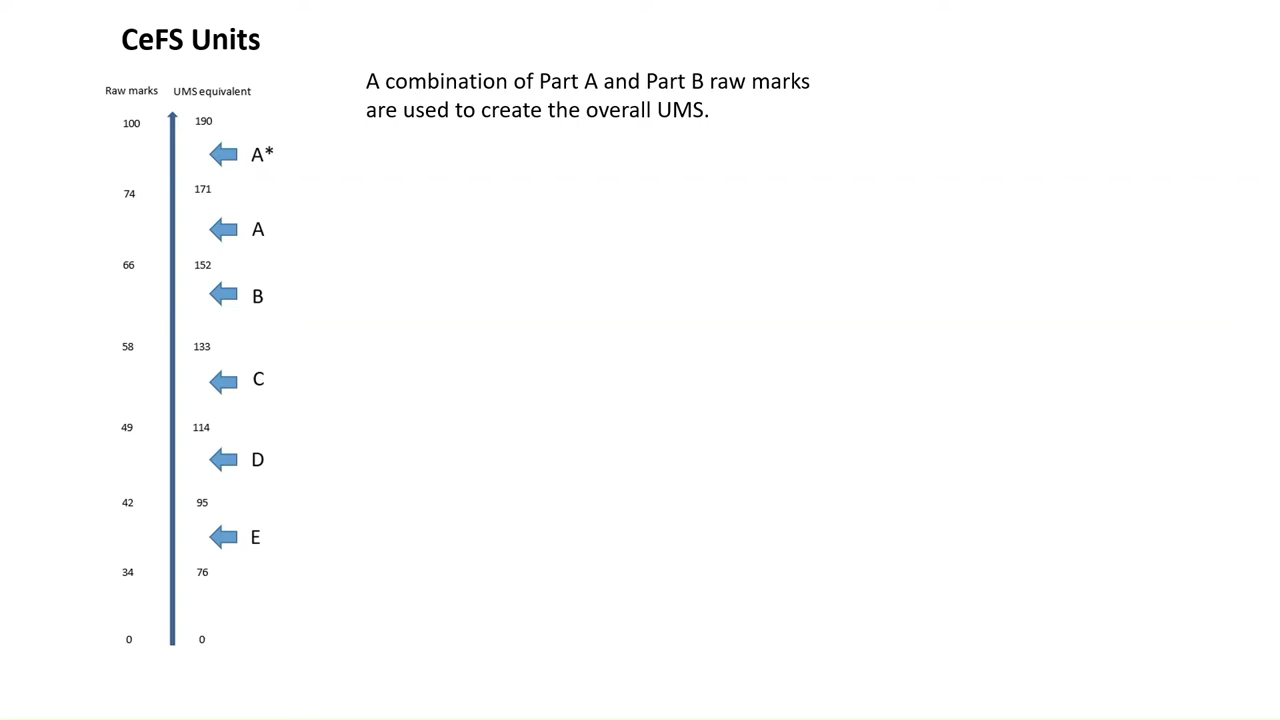 CeFS Units
A combination of Part A and Part B raw marks
are used to create the overall UMS.
Raw marks UMS equivalent
100 190
A*
74 171
A
66 152
B
58 133
C
49 114
D
42 95
E
34 76
0 0